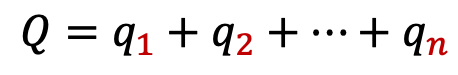 Q = q₁ + q₂ + ⋯ + qₙ